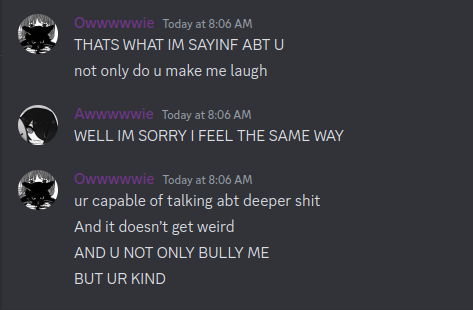 Owwwwwie Today at 8:06 AM
THATS WHAT IM SAYINF ABT U
not only do u make me laugh
Awwwwwie Today at 8:06 AM
WELL IM SORRY I FEEL THE SAME WAY
Owwwwwie Today at 8:06 AM
ur capable of talking abt deeper shit
And it doesn't get weird
AND U NOT ONLY BULLY ME
BUT UR KIND